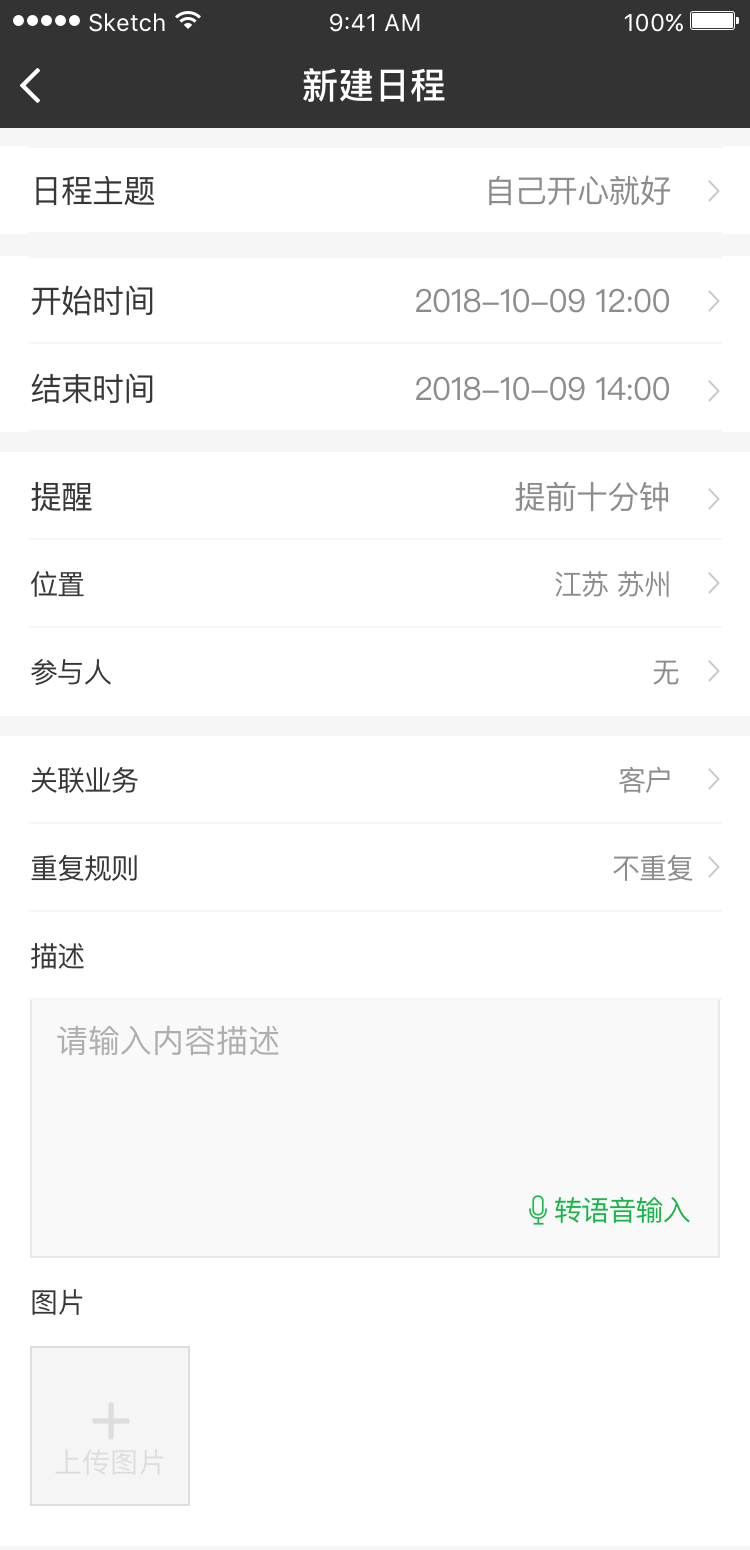 Sketch 9:41 AM 100%
新建日程
日程主题 自己开心就好
开始时间 2018-10-09 12:00
结束时间 2018-10-09 14:00
提醒 提前十分钟
位置 江苏 苏州
参与人 无
关联业务 客户
重复规则 不重复
描述
请输入内容描述
转语音输入
图片
上传图片